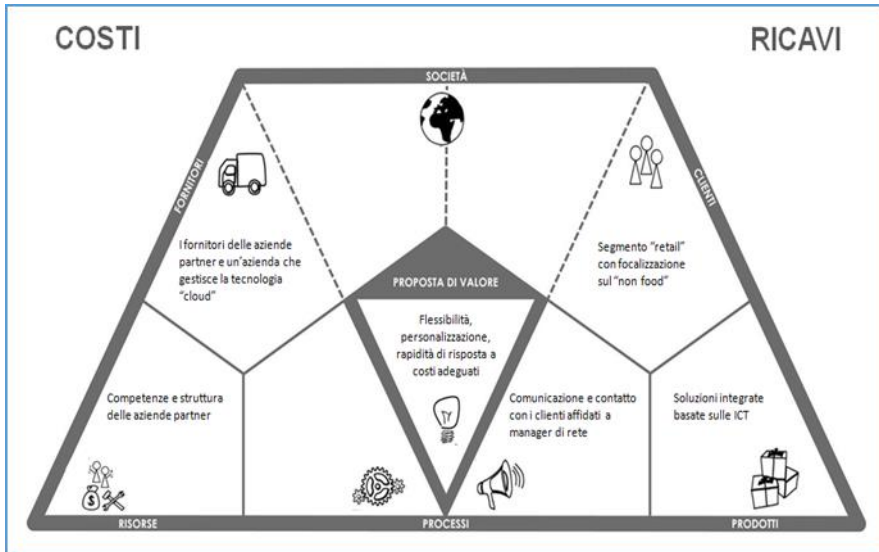 COSTI
RICAVI
SOCIETÀ
FORNITORI
CLIENTI
I fornitori delle aziende
partner e un'azienda che
gestisce la tecnologia
"cloud"
Segmento "retail"
con focalizzazione
sul "non food"
PROPOSTA DI VALORE
Flessibilità,
personalizzazione,
rapidità di risposta a
costi adeguati
Competenze e struttura
delle aziende partner
Comunicazione e contatto
con i clienti affidati a
manager di rete
Soluzioni integrate
basate sulle ICT
$
RISORSE
PROCESSI
PRODOTTI